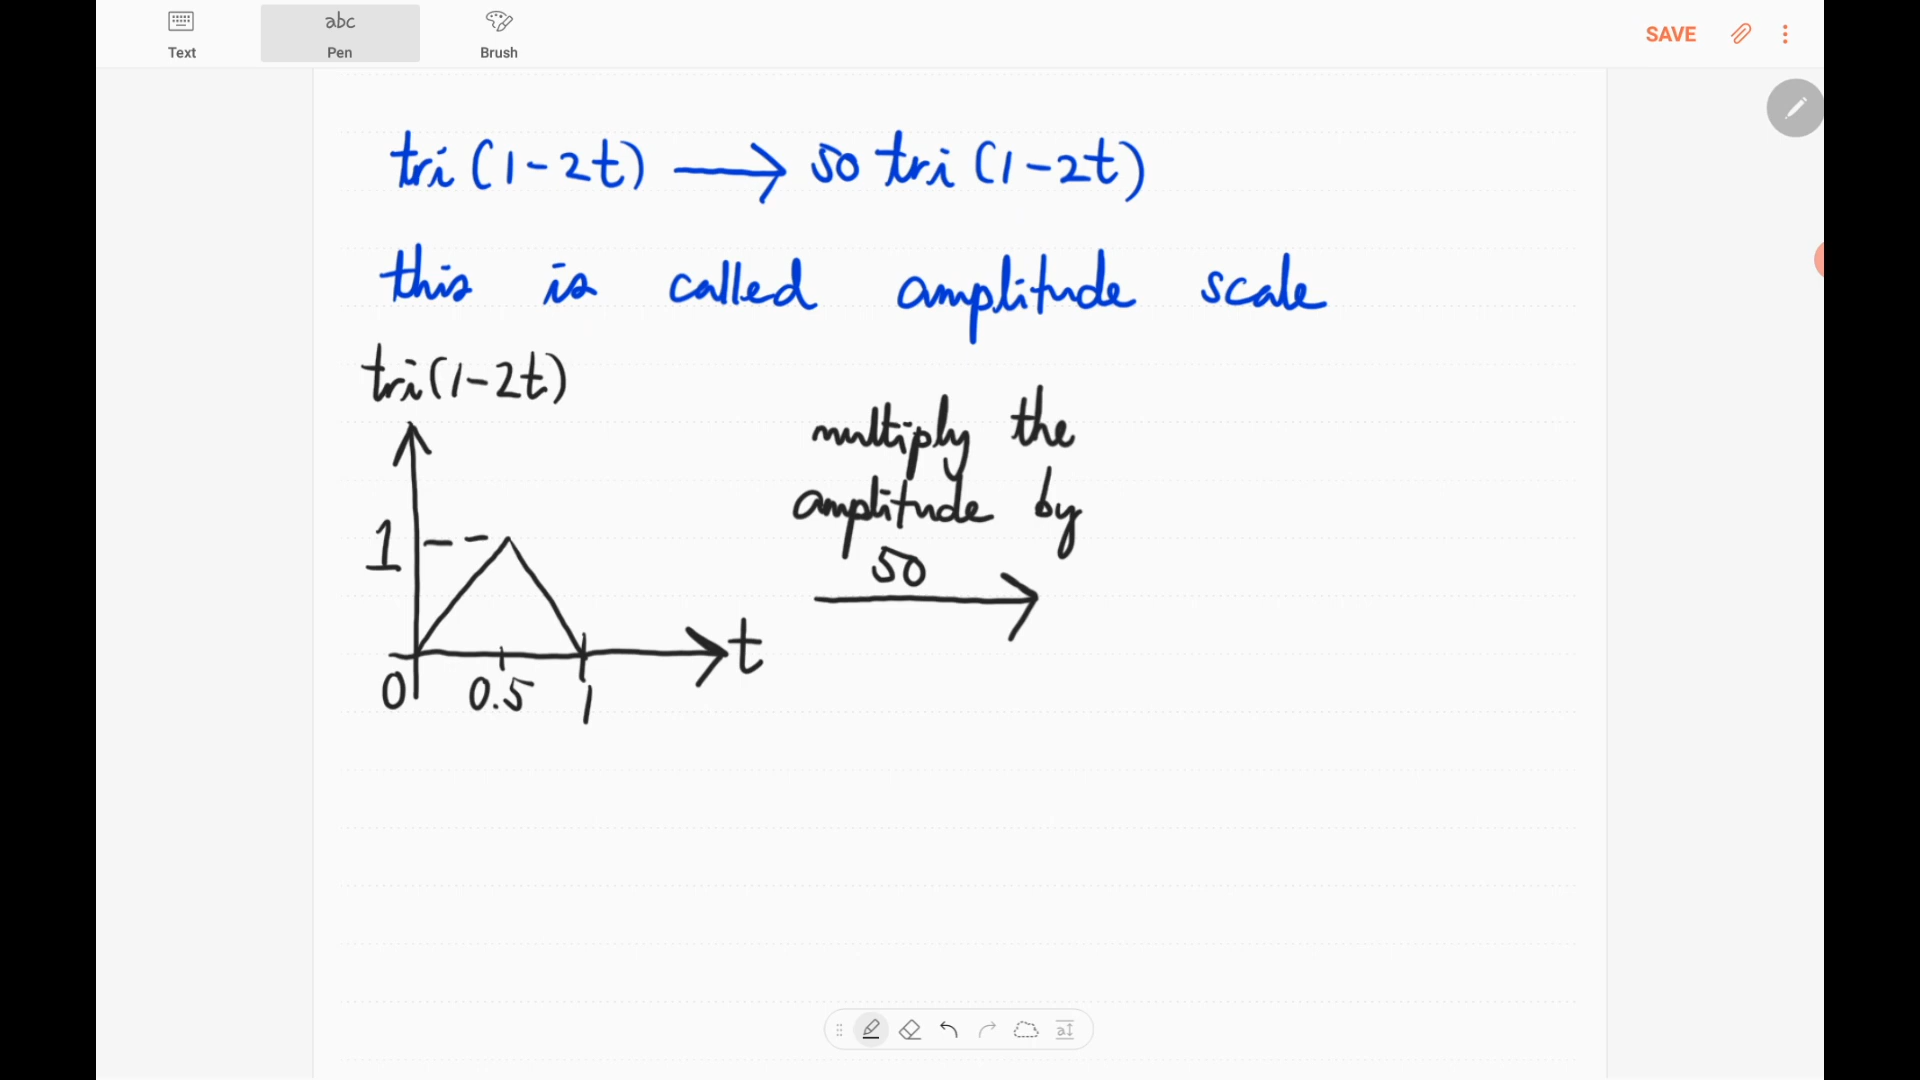 Text
abc
Pen
Brush
SAVE
tri(1-2t) → 50 tri(1-2t)
this is called amplitude scale
tri(1-2t)
multiply the
amplitude by
50
1
t
0 0.5 1